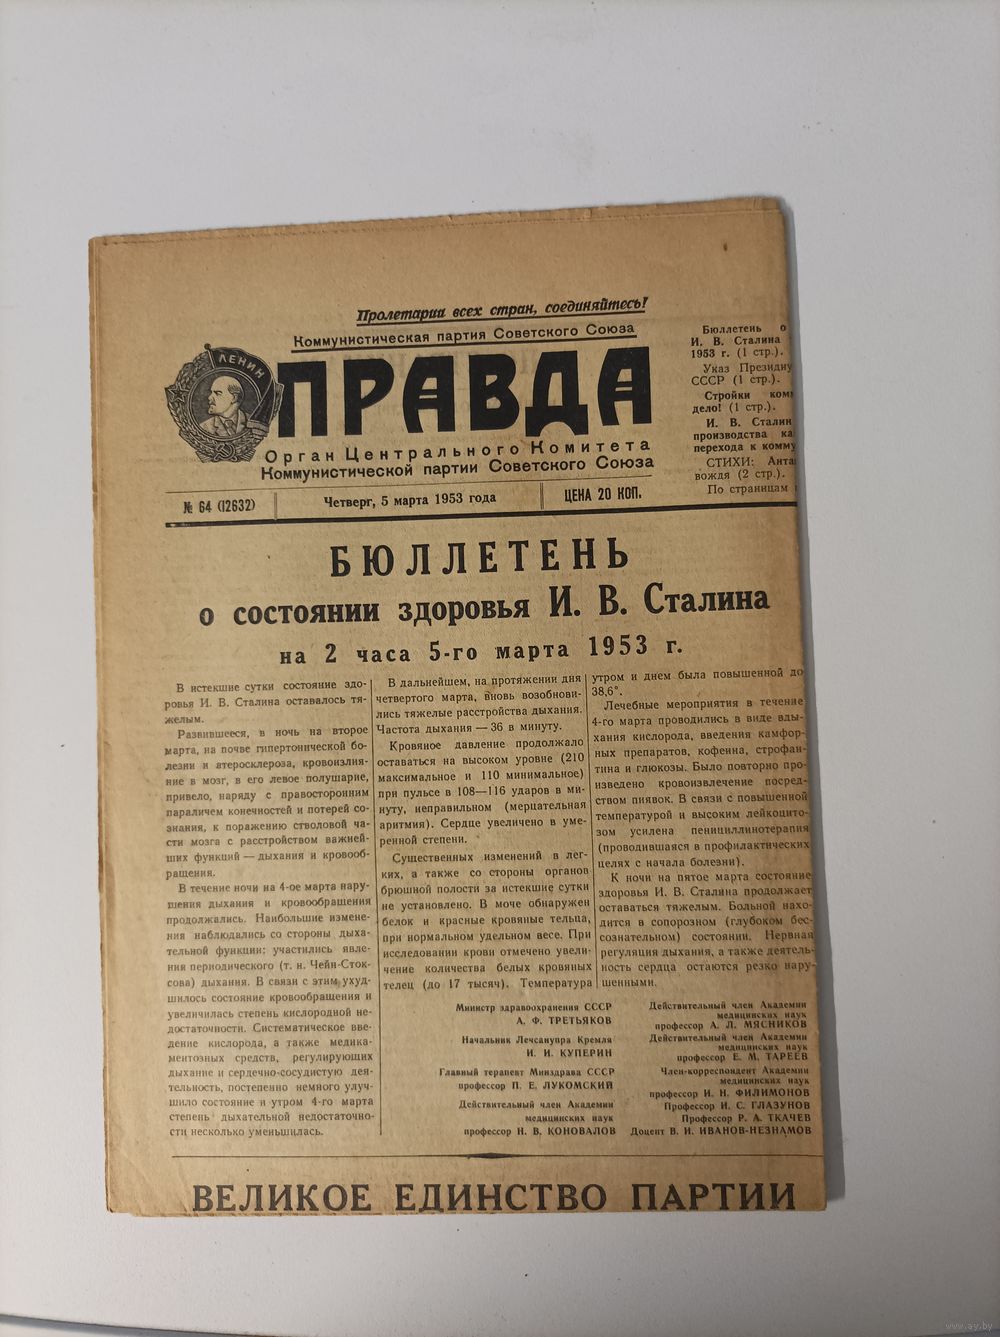 Пролетарии всех стран, соединяйтесь!
Коммунистическая партия Советского Союза
ЛЕНИН
ПРАВДА
Орган Центрального Комитета
Коммунистической партии Советского Союза
№ 64 (12632)
Четверг, 5 марта 1953 года
ЦЕНА 20 КОП.
Бюллетень о
И. В. Сталина
1953 г. (1 стр.).
Указ Президиу
СССР (1 стр.).
Стройки ком
дело! (1 стр.).
И. В. Сталин
производства ка
перехода к комму
СТИХИ: Анта
вождя (2 стр.).
По страницам
БЮЛЛЕТЕНЬ
о состоянии здоровья И. В. Сталина
на 2 часа 5-го марта 1953 г.
В истекшие сутки состояние здо-
ровья И. В. Сталина оставалось тя-
желым.
Развившееся, в ночь на второе
марта, на почве гипертонической бо-
лезни и атеросклероза, кровоизлия-
ние в мозг, в его левое полушарие,
привело, наряду с правосторонним
параличем конечностей и потерей со-
знания, к поражению стволовой ча-
сти мозга с расстройством важней-
ших функций — дыхания и кровооб-
ращения.
В течение ночи на 4-ое марта нару-
шения дыхания и кровообращения
продолжались. Наибольшие измене-
ния наблюдались со стороны дыха-
тельной функции: участились явле-
ния периодического (т. н. Чейн-Сток-
сова) дыхания. В связи с этим ухуд-
шилось состояние кровообращения и
увеличилась степень кислородной не-
достаточности. Систематическое вве-
дение кислорода, а также медика-
ментозных средств, регулирующих
дыхание и сердечно-сосудистую дея-
тельность, постепенно немного улуч-
шило состояние и утром 4-го марта
степень дыхательной недостаточно-
сти несколько уменьшилась.
В дальнейшем, на протяжении дня
четвертого марта, вновь возобнови-
лись тяжелые расстройства дыхания.
Частота дыхания — 36 в минуту.
Кровяное давление продолжало
оставаться на высоком уровне (210
максимальное и 110 минимальное)
при пульсе в 108—116 ударов в ми-
нуту, неправильном (мерцательная
аритмия). Сердце увеличено в уме-
ренной степени.
Существенных изменений в лег-
ких, а также со стороны органов
брюшной полости за истекшие сутки
не установлено. В моче обнаружен
белок и красные кровяные тельца,
при нормальном удельном весе. При
исследовании крови отмечено увели-
чение количества белых кровяных
телец (до 17 тысяч). Температура
утром и днем была повышенной до
38,6°.
Лечебные мероприятия в течение
4-го марта проводились в виде вды-
хания кислорода, введения камфор-
ных препаратов, кофеина, строфан-
тина и глюкозы. Было повторно про-
изведено кровоизвлечение посред-
ством пиявок. В связи с повышенной
температурой и высоким лейкоцито-
зом усилена пенициллинотерапия
(проводившаяся в профилактических
целях с начала болезни).
К ночи на пятое марта состояние
здоровья И. В. Сталина продолжает
оставаться тяжелым. Больной нахо-
дится в сопорозном (глубоком бес-
сознательном) состоянии. Нервная
регуляция дыхания, а также деятель-
ность сердца остаются резко нару-
шенными.
Министр здравоохранения СССР
А. Ф. ТРЕТЬЯКОВ
Начальник Лечсанупра Кремля
И. И. КУПЕРИН
Главный терапевт Минздрава СССР
профессор П. Е. ЛУКОМСКИЙ
Действительный член Академии
медицинских наук
профессор Н. В. КОНОВАЛОВ
Действительный член Академии
медицинских наук
профессор А. Л. МЯСНИКОВ
Действительный член Академии
медицинских наук
профессор Е. М. ТАРЕЕВ
Член-корреспондент Академии
медицинских наук
профессор И. Н. ФИЛИМОНОВ
Профессор И. С. ГЛАЗУНОВ
Профессор Р. А. ТКАЧЕВ
Доцент В. И. ИВАНОВ-НЕЗНАМОВ
ВЕЛИКОЕ ЕДИНСТВО ПАРТИИ
www.ay.by